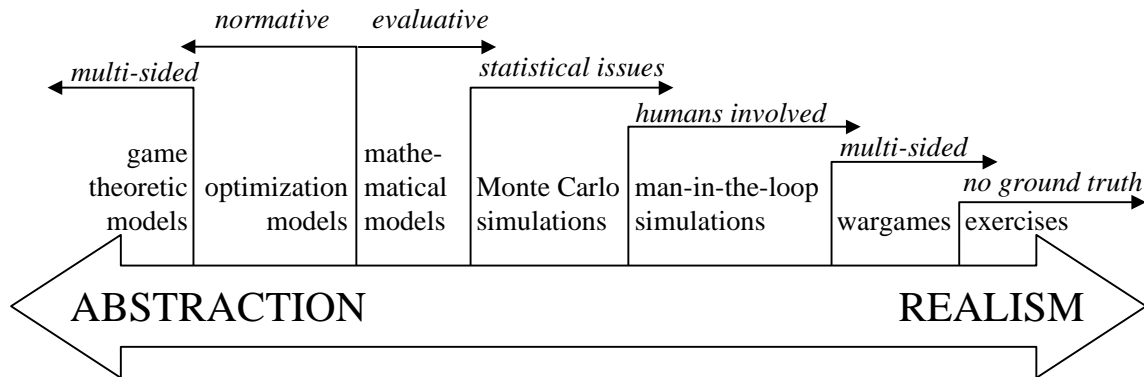 normative
evaluative
multi-sided
statistical issues
humans involved
multi-sided
no ground truth
game
theoretic
models
optimization
models
mathe-
matical
models
Monte Carlo
simulations
man-in-the-loop
simulations
wargames
exercises
ABSTRACTION
REALISM